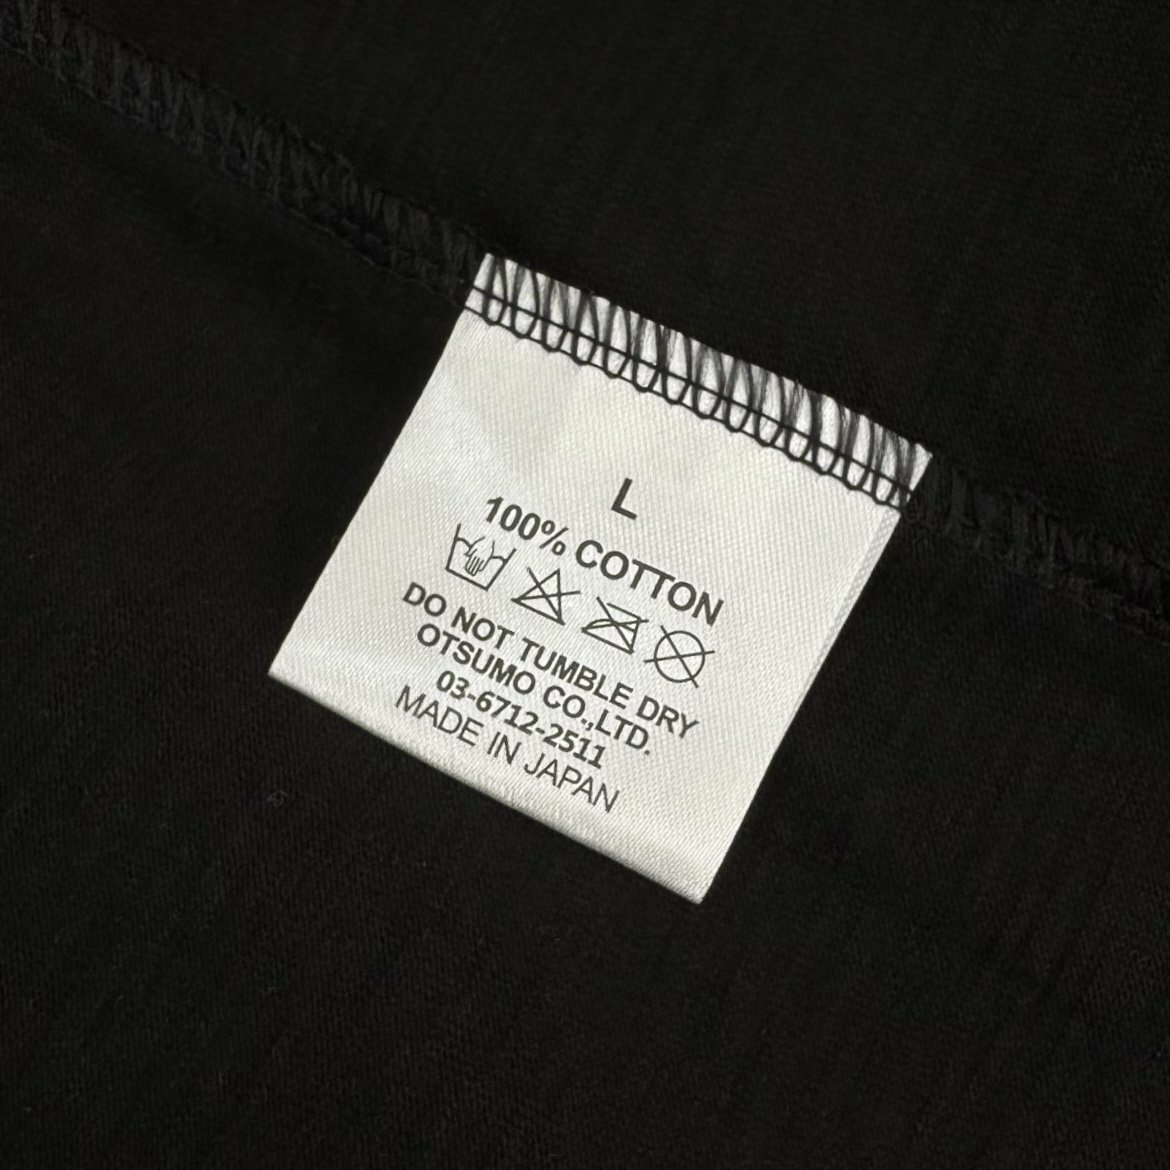 L
100% COTTON
DO NOT TUMBLE DRY
OTSUMO CO.,LTD.
03-6712-2511
MADE IN JAPAN